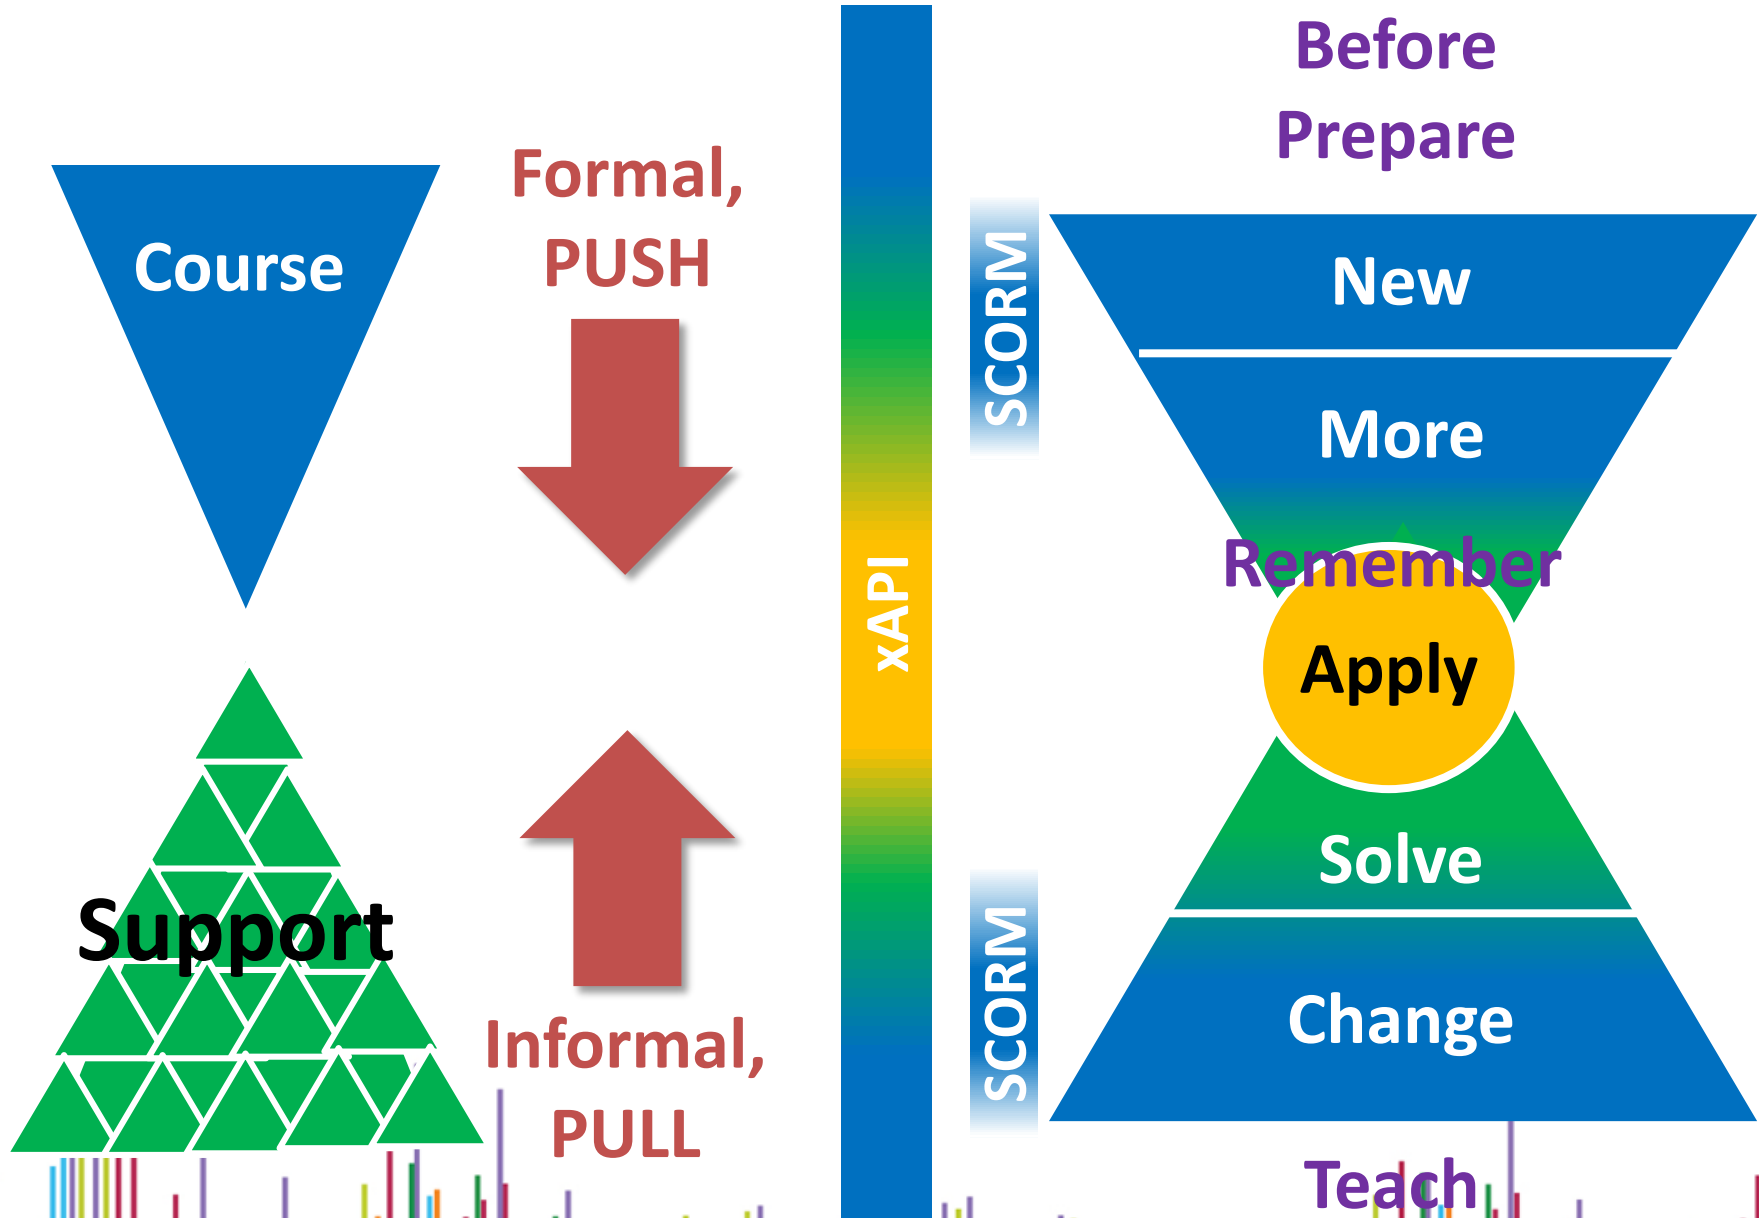 Course
Support
Formal,
PUSH
Informal,
PULL
xAPI
SCORM
SCORM
Before
Prepare
New
More
Remember
Apply
Solve
Change
Teach